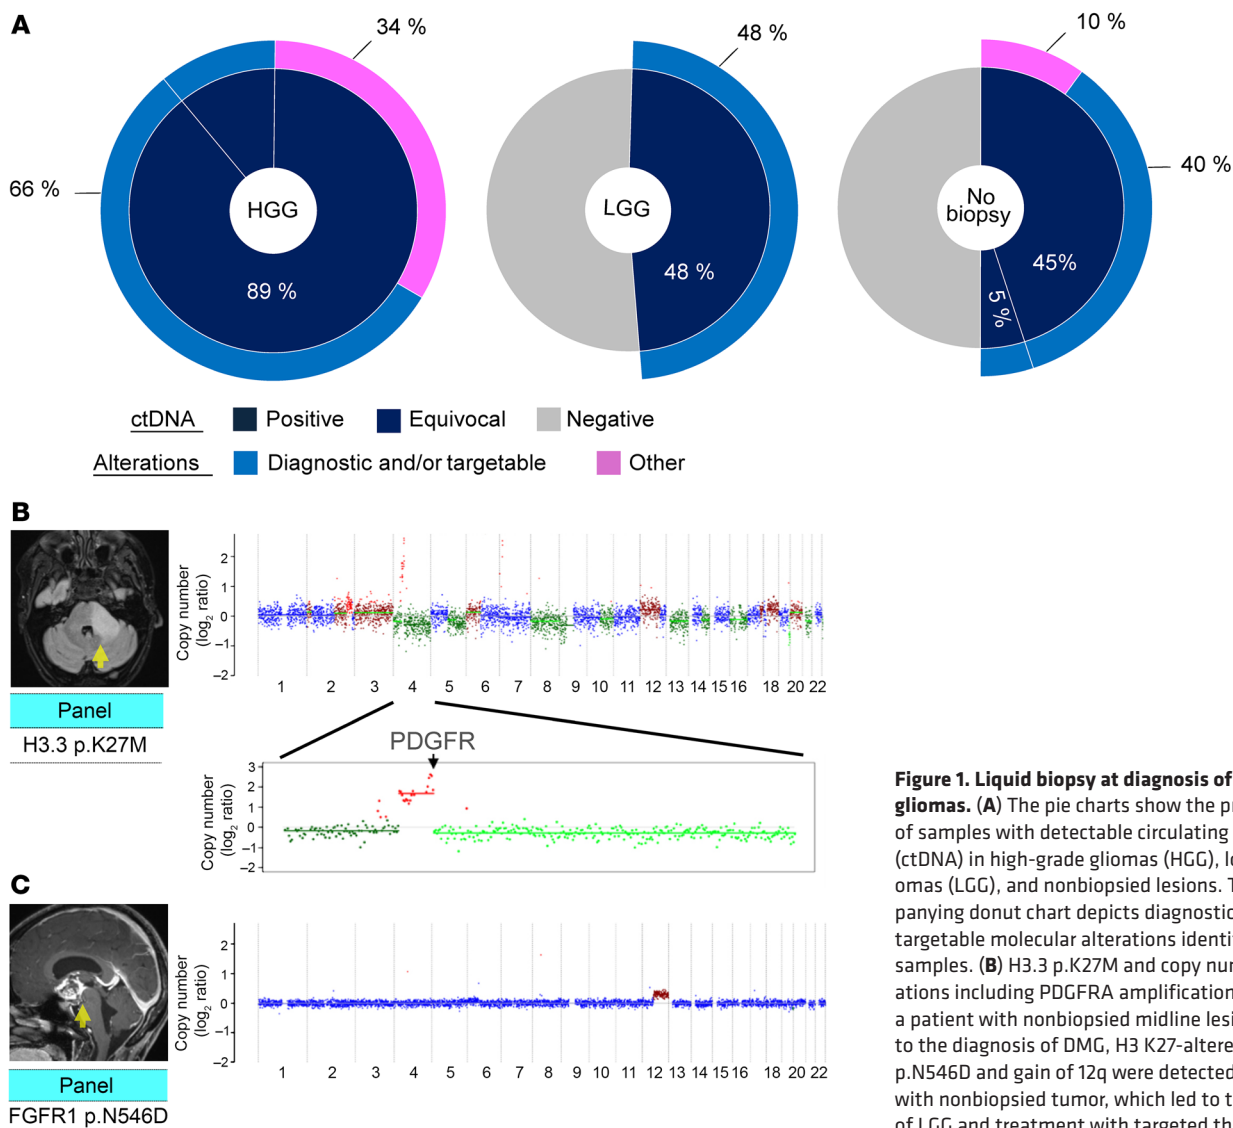 A
34 %
66 %
HGG
89 %
48 %
LGG
48 %
10 %
40 %
No
biopsy
45%
5 %
ctDNA
Positive
Equivocal
Negative
Alterations
Diagnostic and/or targetable
Other
B
Panel
H3.3 p.K27M
Copy number
(log2 ratio)
2
1
0
−1
−2
1 2 3 4 5 6 7 8 9 10 11 12 13 14 15 16 18 20 22
PDGFR
Copy number
(log2 ratio)
3
2
1
0
−1
−2
C
Panel
FGFR1 p.N546D
Copy number
(log2 ratio)
2
1
0
−1
−2
1 2 3 4 5 6 7 8 9 10 11 12 13 14 15 16 18 20 22
Figure 1. Liquid biopsy at diagnosis of
gliomas. (A) The pie charts show the
of samples with detectable circulating
(ctDNA) in high-grade gliomas (HGG),
omas (LGG), and nonbiopsied lesions.
panying donut chart depicts diagnostic
targetable molecular alterations
samples. (B) H3.3 p.K27M and copy
ations including PDGFRA amplification
a patient with nonbiopsied midline
to the diagnosis of DMG, H3 K27-altere
p.N546D and gain of 12q were detected
with nonbiopsied tumor, which led to
of LGG and treatment with targeted